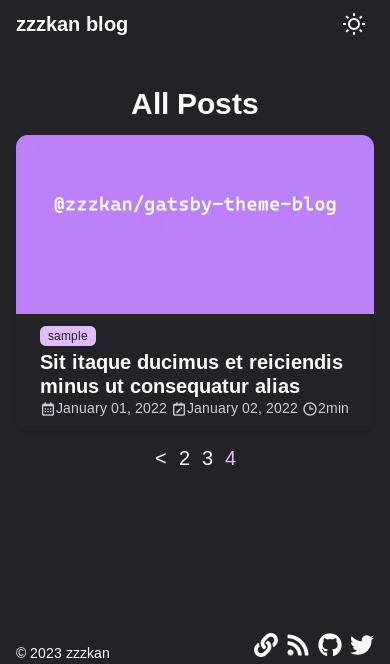 zzzkan blog
All Posts
@zzzkan/gatsby-theme-blog
sample
Sit itaque ducimus et reiciendis
minus ut consequatur alias
January 01, 2022 January 02, 2022 2min
< 2 3 4
© 2023 zzzkan